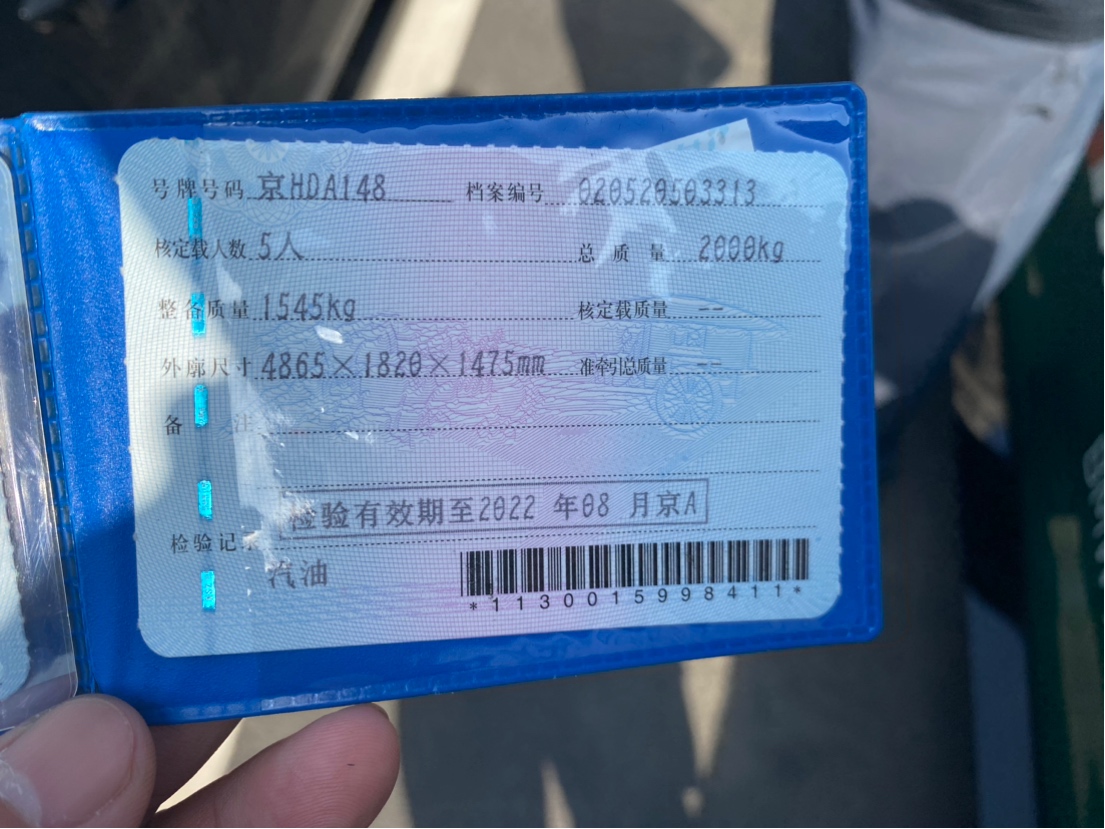 号牌号码 京HDA148 档案编号 020520503313
核定载人数 5人 总质量 2000kg
整备质量 1545kg 核定载质量 --
外廓尺寸 4865×1820×1475mm 准牵引总质量 --
备注
检验有效期至2022年08月京A
检验记录
汽油
*1130015998411*